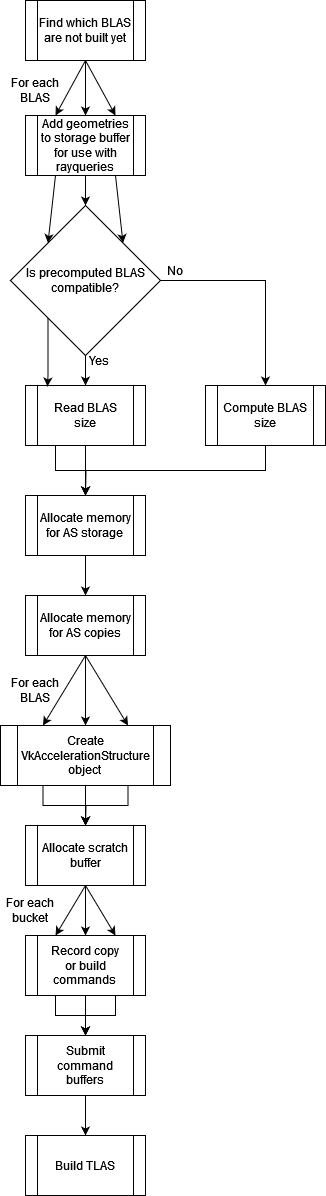 Find which BLAS
are not built yet
For each
BLAS
Add geometries
to storage buffer
for use with
rayqueries
Is precomputed BLAS
compatible?
No
Yes
Read BLAS
size
Compute BLAS
size
Allocate memory
for AS storage
Allocate memory
for AS copies
For each
BLAS
Create
VkAccelerationStructure
object
Allocate scratch
buffer
For each
bucket
Record copy
or build
commands
Submit
command
buffers
Build TLAS